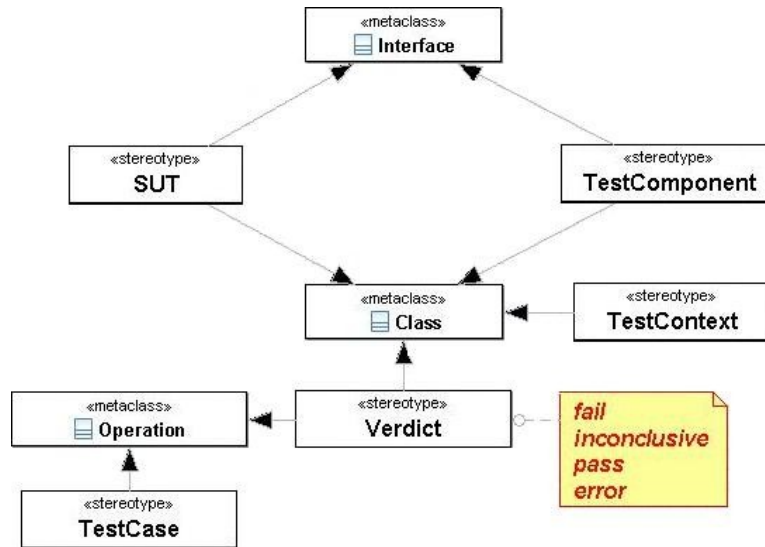 «metaclass»
Interface
«stereotype»
SUT
«stereotype»
TestComponent
«metaclass»
Class
«stereotype»
TestContext
«metaclass»
Operation
«stereotype»
Verdict
fail
inconclusive
pass
error
«stereotype»
TestCase